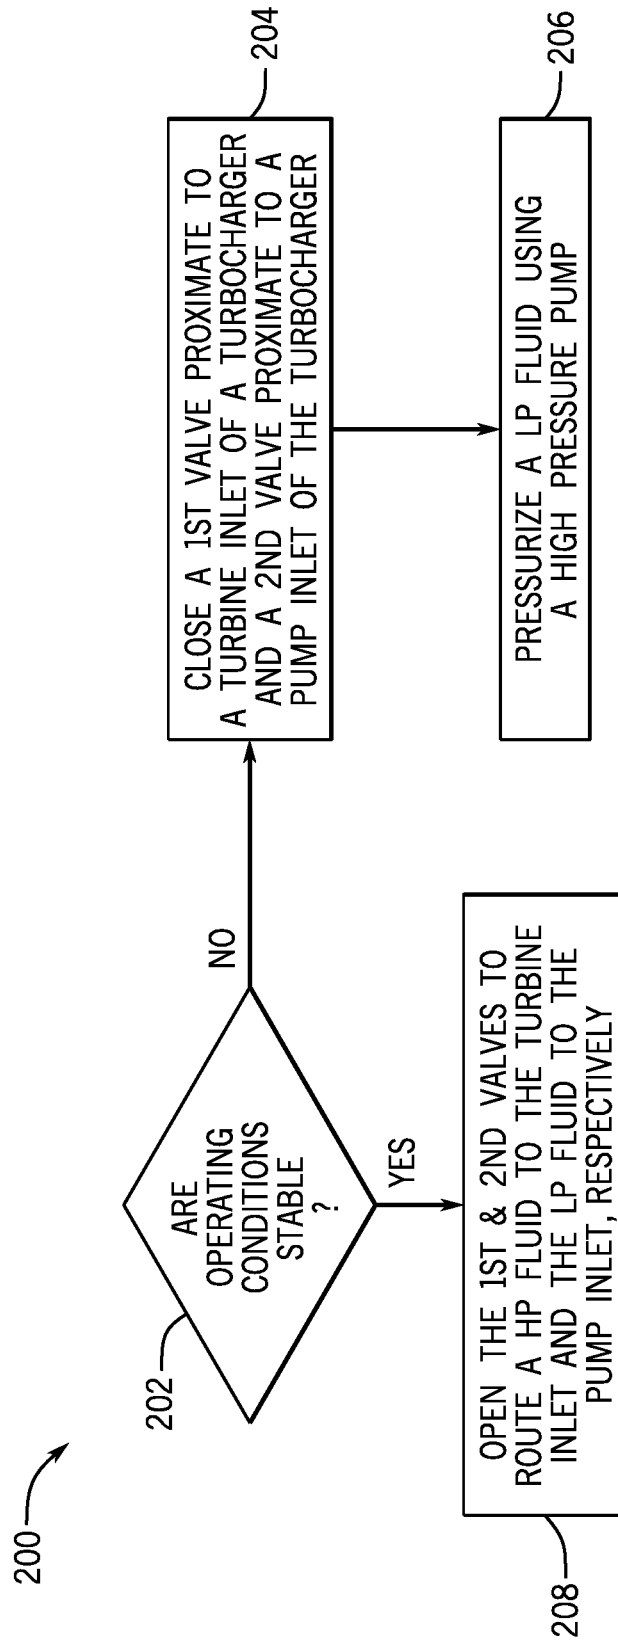 200
202
ARE
OPERATING
CONDITIONS
STABLE
?
NO
YES
CLOSE A 1ST VALVE PROXIMATE TO
A TURBINE INLET OF A TURBOCHARGER
AND A 2ND VALVE PROXIMATE TO A
PUMP INLET OF THE TURBOCHARGER
204
OPEN THE 1ST & 2ND VALVES TO
ROUTE A HP FLUID TO THE TURBINE
INLET AND THE LP FLUID TO THE
PUMP INLET, RESPECTIVELY
208
PRESSURIZE A LP FLUID USING
A HIGH PRESSURE PUMP
206